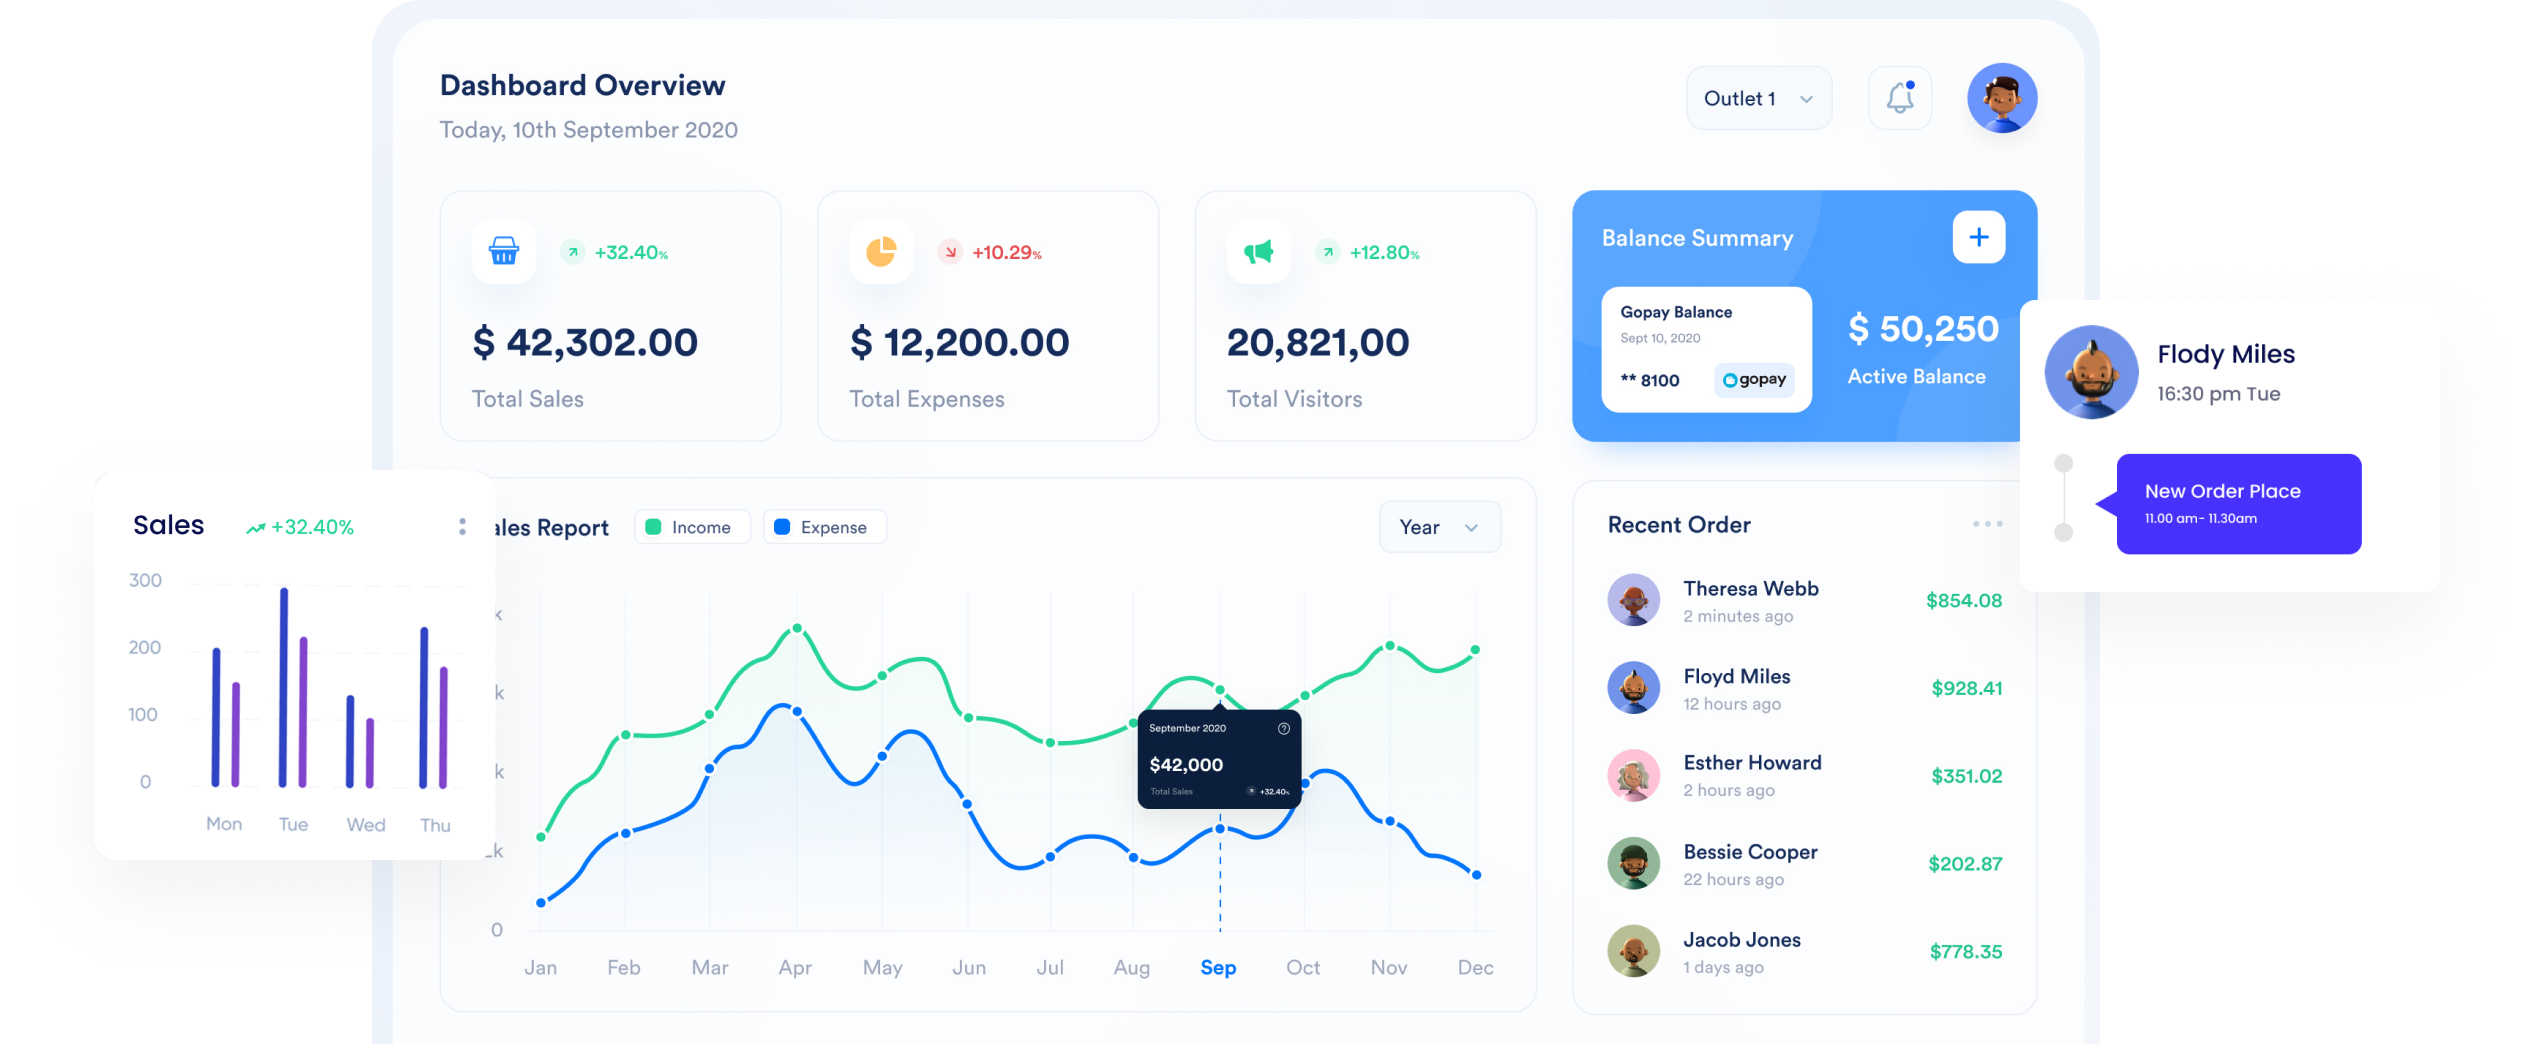 Dashboard Overview
Today, 10th September 2020
Outlet 1
+32.40%
$ 42,302.00
Total Sales
+10.29%
$ 12,200.00
Total Expenses
+12.80%
20,821,00
Total Visitors
Balance Summary
Gopay Balance
Sept 10, 2020
** 8100
gopay
$ 50,250
Active Balance
Flody Miles
16:30 pm Tue
New Order Place
11.00 am- 11.30am
Sales
+32.40%
300
200
100
0
Mon Tue Wed Thu
ales Report
Income
Expense
Year
k
k
k
k
0
September 2020
$42,000
Total Sales
+32.40%
Jan Feb Mar Apr May Jun Jul Aug Sep Oct Nov Dec
Recent Order
Theresa Webb
2 minutes ago
$854.08
Floyd Miles
12 hours ago
$928.41
Esther Howard
2 hours ago
$351.02
Bessie Cooper
22 hours ago
$202.87
Jacob Jones
1 days ago
$778.35